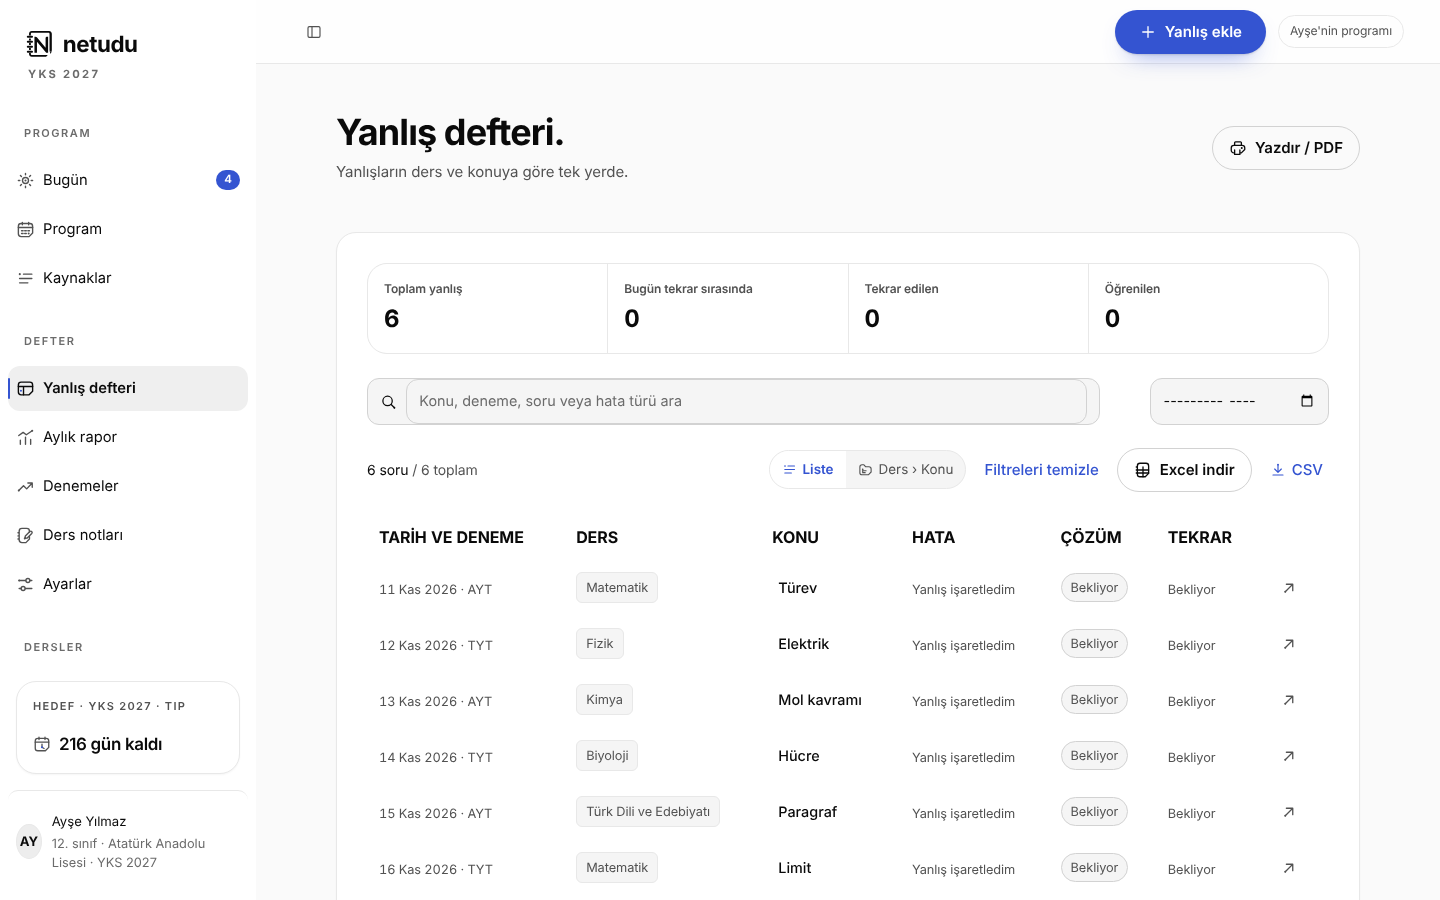 netudu
YKS 2027
PROGRAM
Bugün
4
Program
Kaynaklar
DEFTER
Yanlış defteri
Aylık rapor
Denemeler
Ders notları
Ayarlar
DERSLER
HEDEF · YKS 2027 · TIP
216 gün kaldı
AY
Ayşe Yılmaz
12. sınıf · Atatürk Anadolu
Lisesi · YKS 2027
Yanlış ekle
Ayşe'nin programı
Yanlış defteri.
Yanlışların ders ve konuya göre tek yerde.
Yazdır / PDF
Toplam yanlış
6
Bugün tekrar sırasında
0
Tekrar edilen
0
Öğrenilen
0
Konu, deneme, soru veya hata türü ara
--------- ----
6 soru / 6 toplam
Liste
Ders › Konu
Filtreleri temizle
Excel indir
CSV
TARİH VE DENEME DERS KONU HATA ÇÖZÜM TEKRAR
11 Kas 2026 · AYT Matematik Türev Yanlış işaretledim Bekliyor Bekliyor
12 Kas 2026 · TYT Fizik Elektrik Yanlış işaretledim Bekliyor Bekliyor
13 Kas 2026 · AYT Kimya Mol kavramı Yanlış işaretledim Bekliyor Bekliyor
14 Kas 2026 · TYT Biyoloji Hücre Yanlış işaretledim Bekliyor Bekliyor
15 Kas 2026 · AYT Türk Dili ve Edebiyatı Paragraf Yanlış işaretledim Bekliyor Bekliyor
16 Kas 2026 · TYT Matematik Limit Yanlış işaretledim Bekliyor Bekliyor